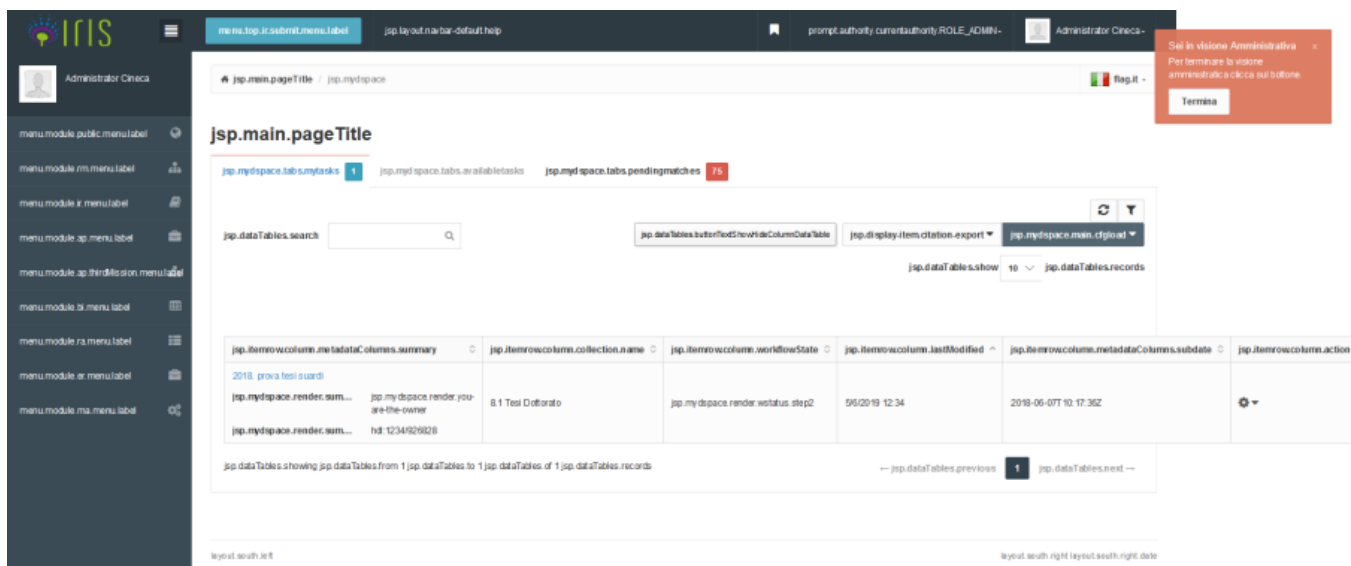 IRIS
menu.top.ir.submit.menu.label
jsp.layout.navbar-default.help
prompt.authority.currentauthority.ROLE_ADMIN
Administrator Cineca
Sei in visione Amministrativa x
Per terminare la visione
amministrativa clicca sul bottone.
Termina
Administrator Cineca
jsp.main.pageTitle / jsp.mydspace
flag.it
menu.module.public.menu.label
menu.module.rm.menu.label
menu.module.ir.menu.label
menu.module.ap.menu.label
menu.module.ap.thirdMission.menu.label
menu.module.bi.menu.label
menu.module.ra.menu.label
menu.module.er.menu.label
menu.module.ma.menu.label
jsp.main.pageTitle
jsp.mydspace.tabs.mytasks 1
jsp.mydspace.tabs.availabletasks
jsp.mydspace.tabs.pendingmatches 75
jsp.dataTables.search
jsp.dataTables.buttonTextShowHideColumnDataTable
jsp.display-item.citation-export
jsp.mydspace.main.cfgload
jsp.dataTables.show 10 jsp.dataTables.records
jsp.itemrow.column.metadataColumns.summary
jsp.itemrow.column.collection.name
jsp.itemrow.column.workflowState
jsp.itemrow.column.lastModified
jsp.itemrow.column.metadataColumns.subdate
jsp.itemrow.column.action
2018. prova tesi suardi
jsp.mydspace.render.sum...
jsp.mydspace.render.you-
are-the-owner
jsp.mydspace.render.sum...
hdl:1234/926828
8.1 Tesi Dottorato
jsp.mydspace.render.wstatus.step2
5/6/2019 12:34
2018-06-07T10:17:36Z
jsp.dataTables.showing jsp.dataTables.from 1 jsp.dataTables.to 1 jsp.dataTables.of 1 jsp.dataTables.records
← jsp.dataTables.previous 1 jsp.dataTables.next →
layout.south.left
layout.south.right layout.south.right.date